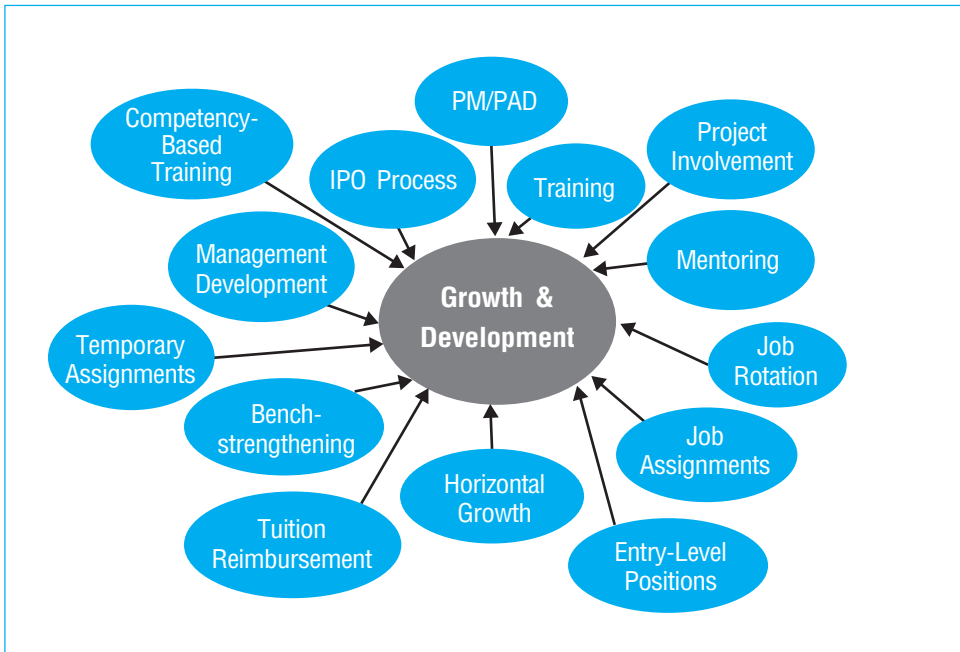 PM/PAD
Competency-
Based
Training
Project
Involvement
IPO Process
Training
Management
Development
Mentoring
Growth &
Development
Temporary
Assignments
Job
Rotation
Bench-
strengthening
Job
Assignments
Horizontal
Growth
Tuition
Reimbursement
Entry-Level
Positions